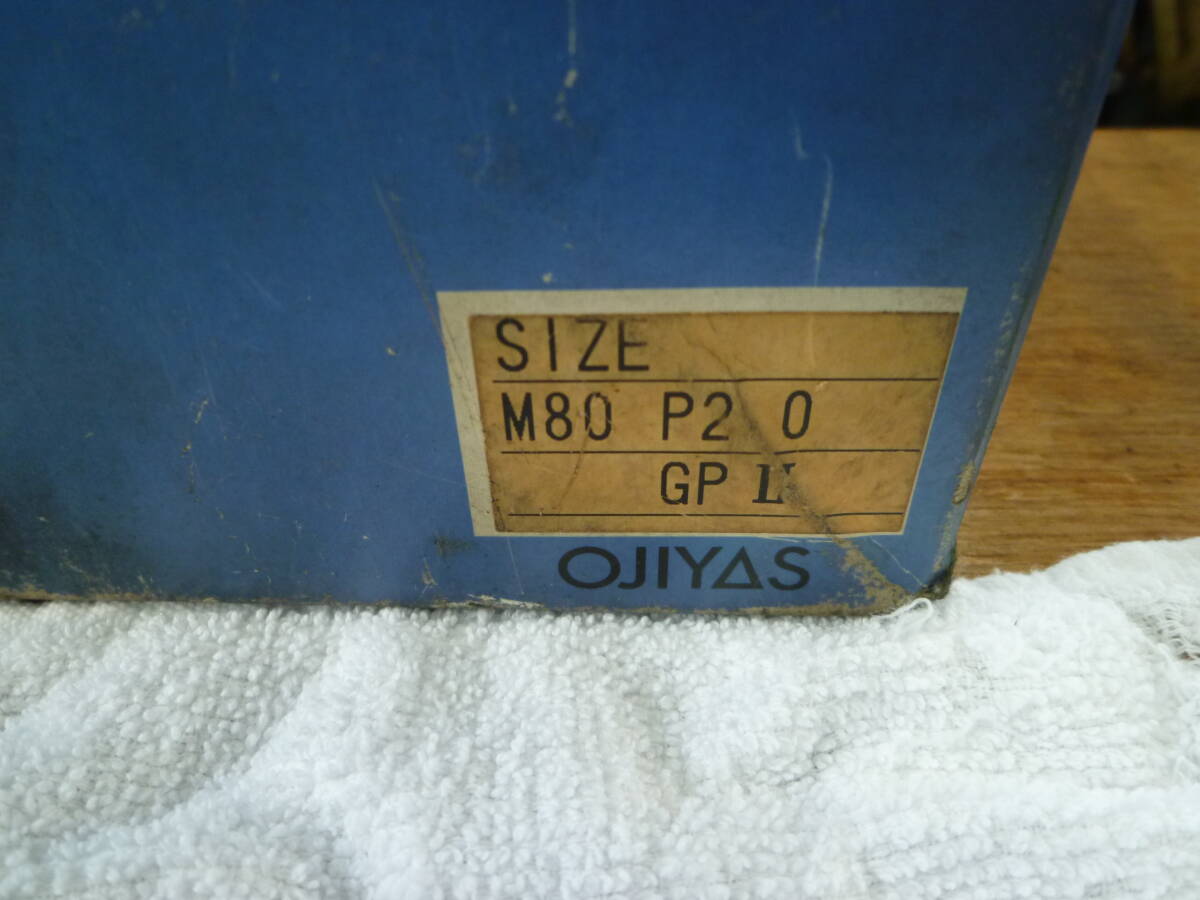 SIZE
M80 P2 0
GP II
OJIYAS